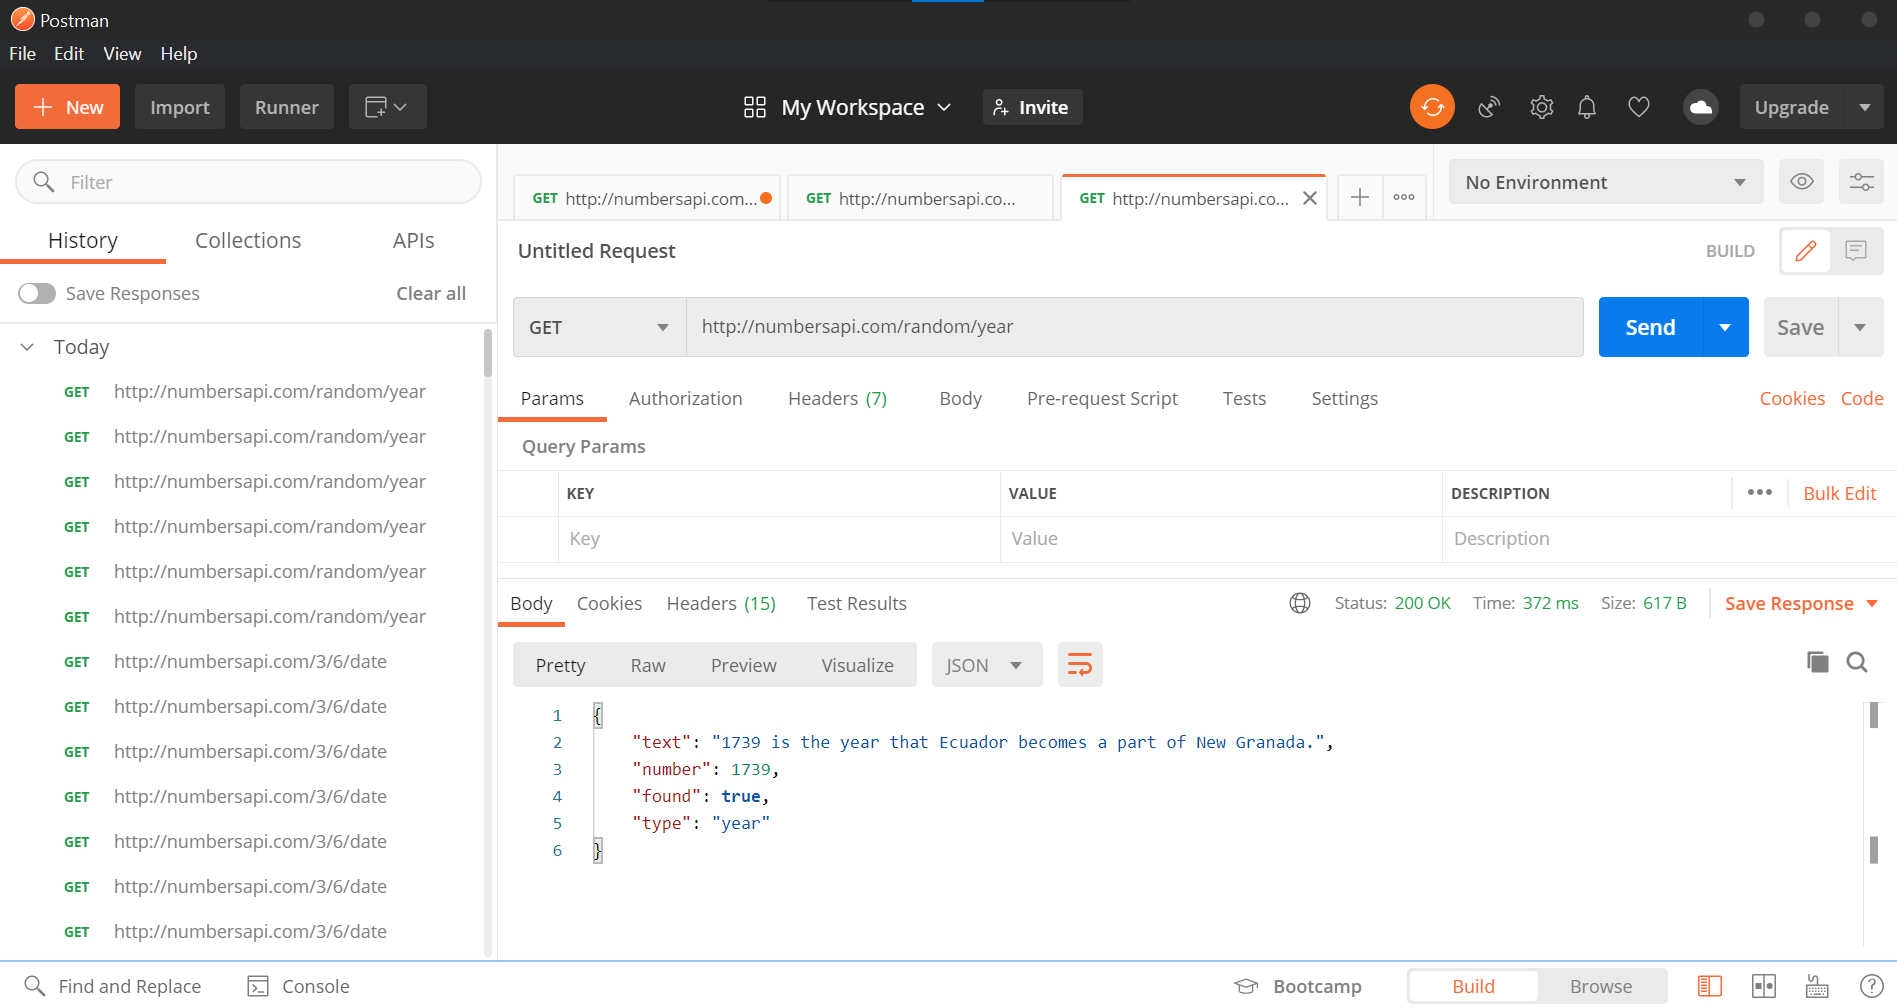 Postman
File Edit View Help
New Import Runner My Workspace Invite Upgrade
Filter
History Collections APIs
Save Responses Clear all
Today
GET http://numbersapi.com/random/year
GET http://numbersapi.com/random/year
GET http://numbersapi.com/random/year
GET http://numbersapi.com/random/year
GET http://numbersapi.com/random/year
GET http://numbersapi.com/random/year
GET http://numbersapi.com/3/6/date
GET http://numbersapi.com/3/6/date
GET http://numbersapi.com/3/6/date
GET http://numbersapi.com/3/6/date
GET http://numbersapi.com/3/6/date
GET http://numbersapi.com/3/6/date
GET http://numbersapi.com/3/6/date
GET http://numbersapi.com... GET http://numbersapi.co... GET http://numbersapi.co... No Environment
Untitled Request BUILD
GET http://numbersapi.com/random/year Send Save
Params Authorization Headers (7) Body Pre-request Script Tests Settings Cookies Code
Query Params
KEY VALUE DESCRIPTION Bulk Edit
Key Value Description
Body Cookies Headers (15) Test Results Status: 200 OK Time: 372 ms Size: 617 B Save Response
Pretty Raw Preview Visualize JSON
1 {
2 "text": "1739 is the year that Ecuador becomes a part of New Granada.",
3 "number": 1739,
4 "found": true,
5 "type": "year"
6 }
Find and Replace Console Bootcamp Build Browse